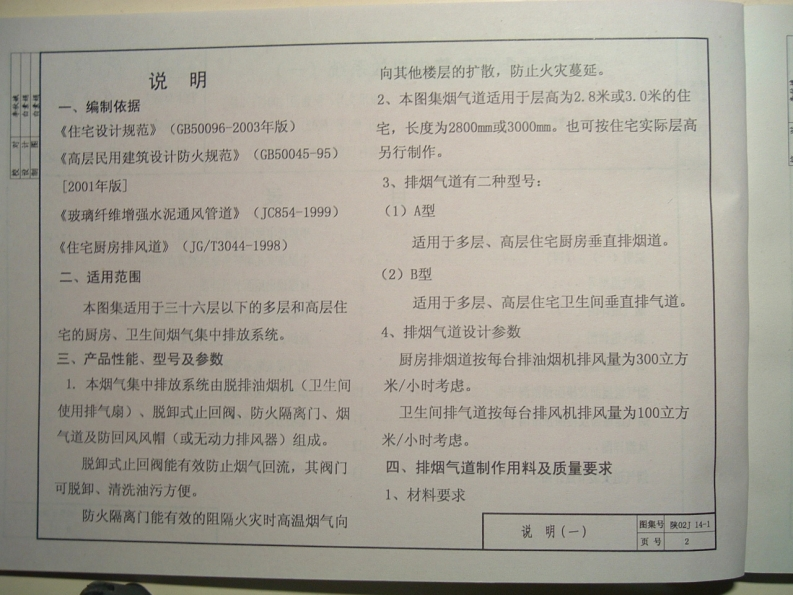 说 明
一、编制依据
《住宅设计规范》（GB50096-2003年版）
《高层民用建筑设计防火规范》（GB50045-95）
[2001年版]
《玻璃纤维增强水泥通风管道》（JC854-1999）
《住宅厨房排风道》（JG/T3044-1998）
二、适用范围
本图集适用于三十六层以下的多层和高层住
宅的厨房、卫生间烟气集中排放系统。
三、产品性能、型号及参数
1. 本烟气集中排放系统由脱排油烟机（卫生间
使用排气扇）、脱卸式止回阀、防火隔离门、烟
气道及防回风风帽（或无动力排风器）组成。
脱卸式止回阀能有效防止烟气回流，其阀门
可脱卸、清洗油污方便。
防火隔离门能有效的阻隔火灾时高温烟气向
向其他楼层的扩散，防止火灾蔓延。
2、本图集烟气道适用于层高为2.8米或3.0米的住
宅，长度为2800mm或3000mm。也可按住宅实际层高
另行制作。
3、排烟气道有二种型号：
（1）A型
适用于多层、高层住宅厨房垂直排烟道。
（2）B型
适用于多层、高层住宅卫生间垂直排气道。
4、排烟气道设计参数
厨房排烟道按每台排油烟机排风量为300立方
米/小时考虑。
卫生间排气道按每台排风机排风量为100立方
米/小时考虑。
四、排烟气道制作用料及质量要求
1、材料要求
说 明（一）
图集号 陕02J 14-1
页 号 2
校 对
设 计
制 图